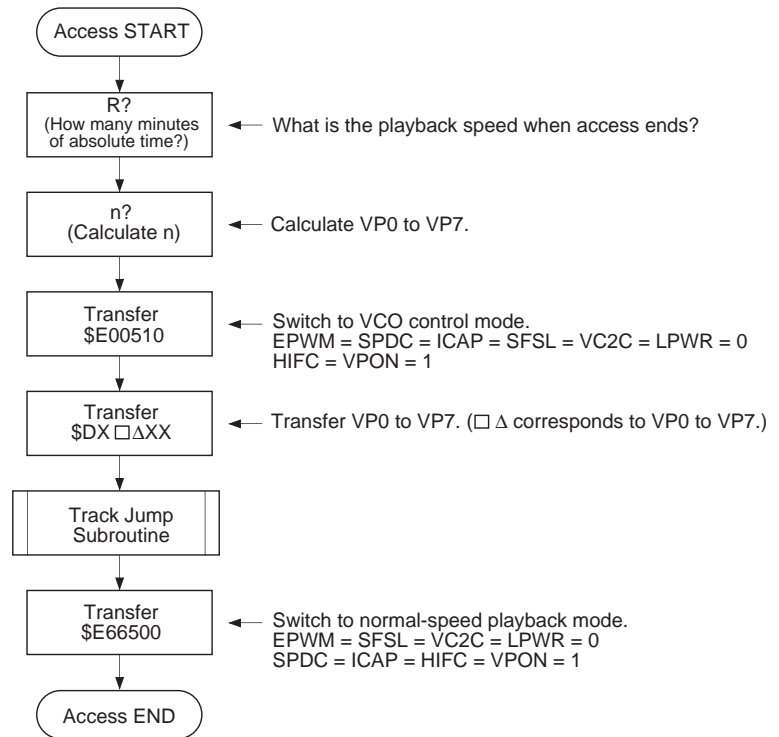 Access START
R?
(How many minutes
of absolute time?)
What is the playback speed when access ends?
n?
(Calculate n)
Calculate VP0 to VP7.
Transfer
$E00510
Switch to VCO control mode.
EPWM = SPDC = ICAP = SFSL = VC2C = LPWR = 0
HIFC = VPON = 1
Transfer
$DX □ΔXX
Transfer VP0 to VP7. (□ Δ corresponds to VP0 to VP7.)
Track Jump
Subroutine
Transfer
$E66500
Switch to normal-speed playback mode.
EPWM = SFSL = VC2C = LPWR = 0
SPDC = ICAP = HIFC = VPON = 1
Access END